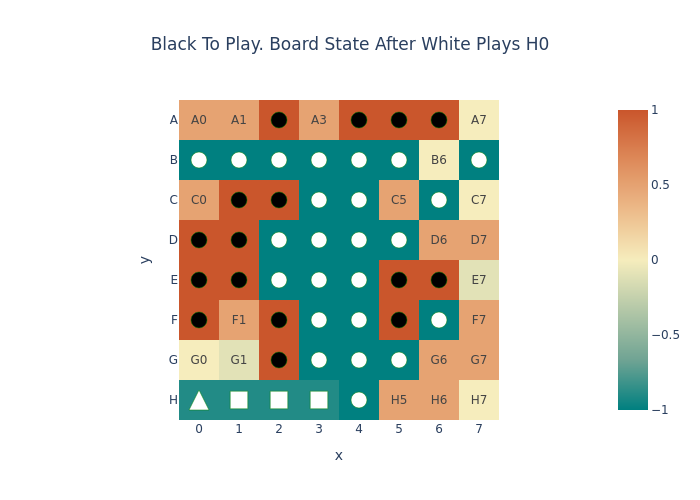 Black To Play. Board State After White Plays H0
A A0 A1 A3 A7
B B6
C C0 C5 C7
D D6 D7
E E7
F F1 F7
G G0 G1 G6 G7
H H5 H6 H7
0 1 2 3 4 5 6 7
x
y
1
0.5
0
−0.5
−1